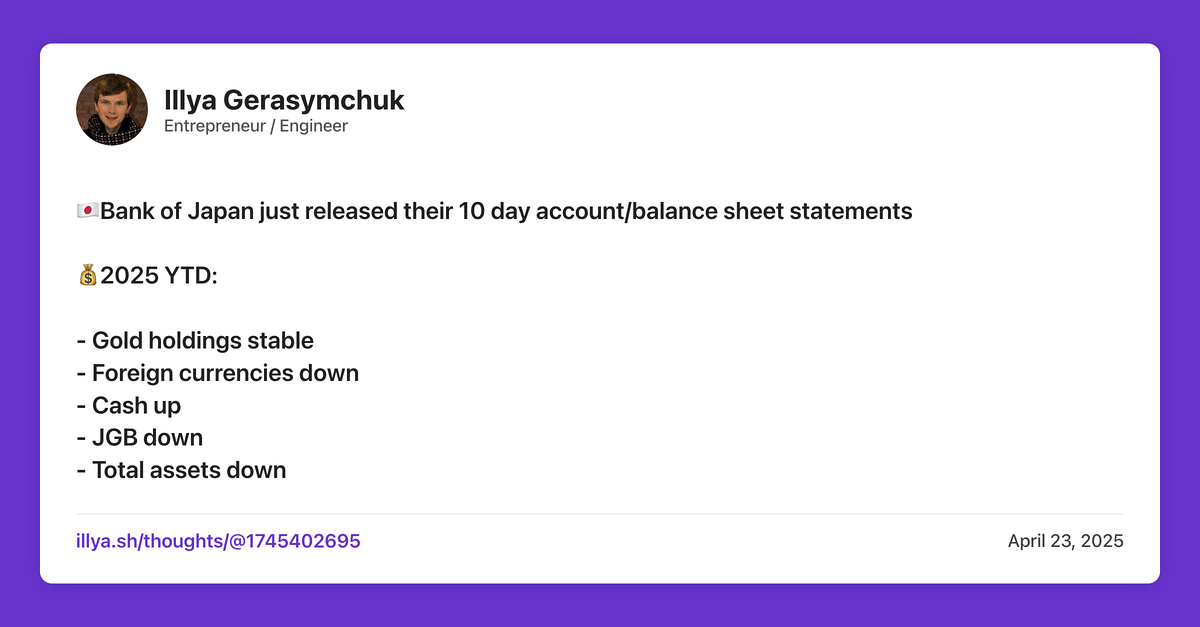 Illya Gerasymchuk
Entrepreneur / Engineer
🇯🇵Bank of Japan just released their 10 day account/balance sheet statements
💰2025 YTD:
- Gold holdings stable
- Foreign currencies down
- Cash up
- JGB down
- Total assets down
illya.sh/thoughts/@1745402695
April 23, 2025